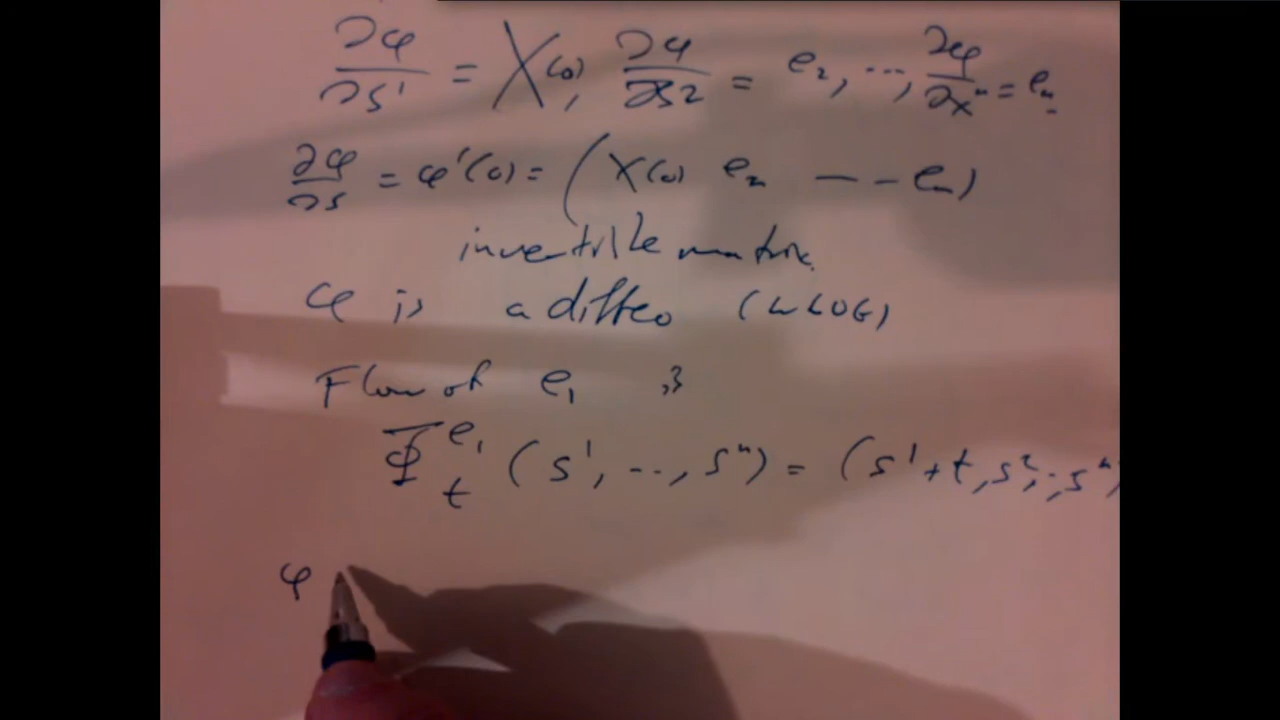 ∂φ/∂s¹ = X(0), ∂φ/∂s2 = e₂, ..., ∂φ/∂xⁿ = eₙ
∂φ/∂s = φ'(0) = (X(0) e₂ — - - eₙ)
invertible matrix
φ is a diffeo (WLOG)
Flow of e₁ is
Φ_t^{e₁} (s¹, ..., sⁿ) = (s¹+t, s², .., sⁿ)
φ